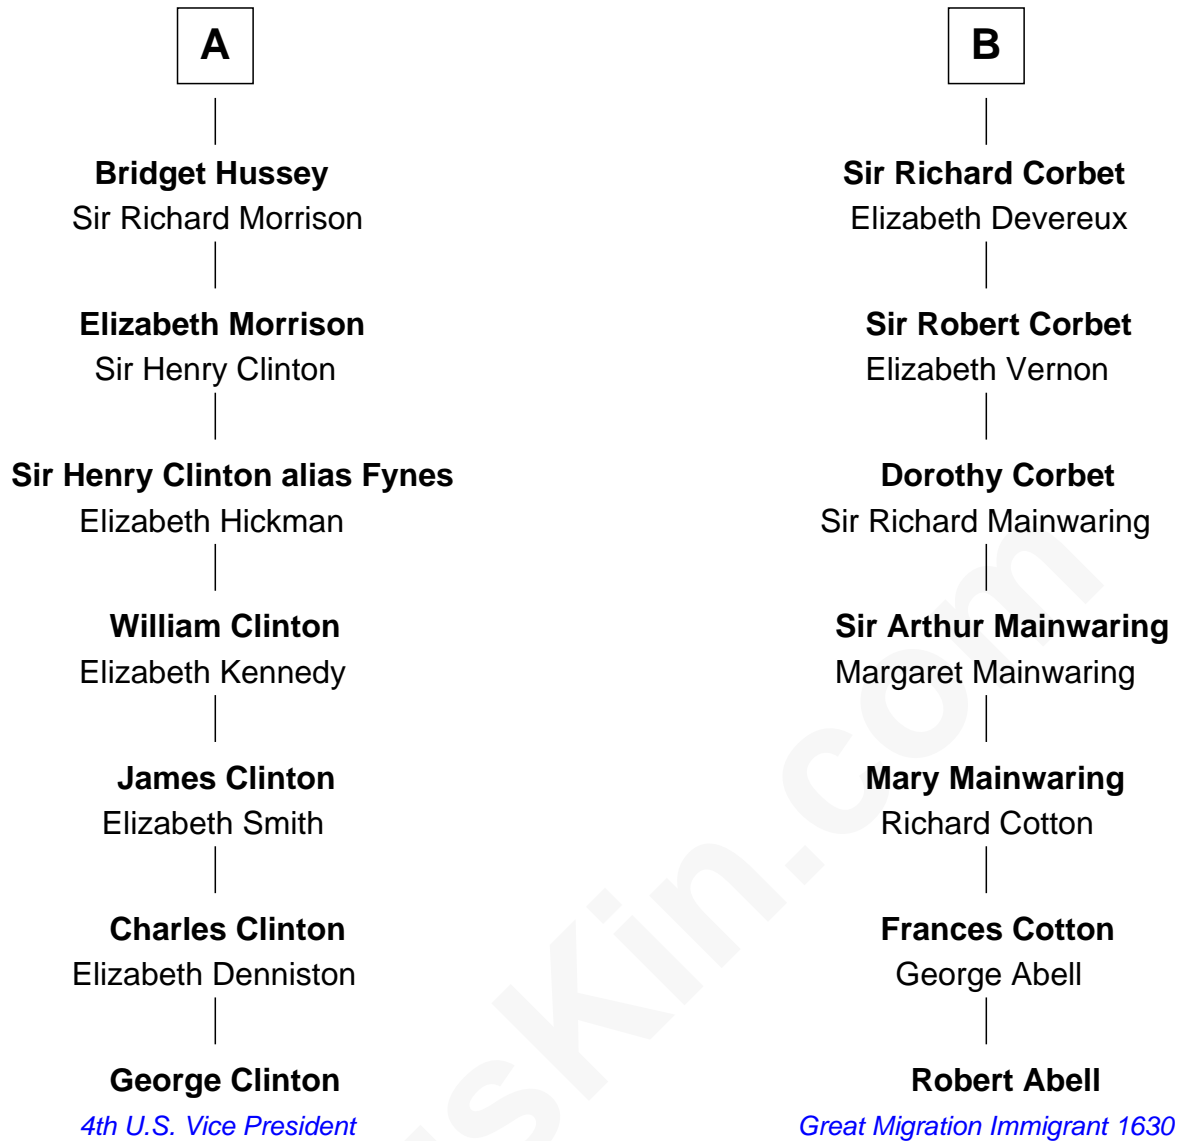 A
Bridget Hussey
Sir Richard Morrison
Elizabeth Morrison
Sir Henry Clinton
Sir Henry Clinton alias Fynes
Elizabeth Hickman
William Clinton
Elizabeth Kennedy
James Clinton
Elizabeth Smith
Charles Clinton
Elizabeth Denniston
George Clinton
4th U.S. Vice President
B
Sir Richard Corbet
Elizabeth Devereux
Sir Robert Corbet
Elizabeth Vernon
Dorothy Corbet
Sir Richard Mainwaring
Sir Arthur Mainwaring
Margaret Mainwaring
Mary Mainwaring
Richard Cotton
Frances Cotton
George Abell
Robert Abell
Great Migration Immigrant 1630
sKin.com